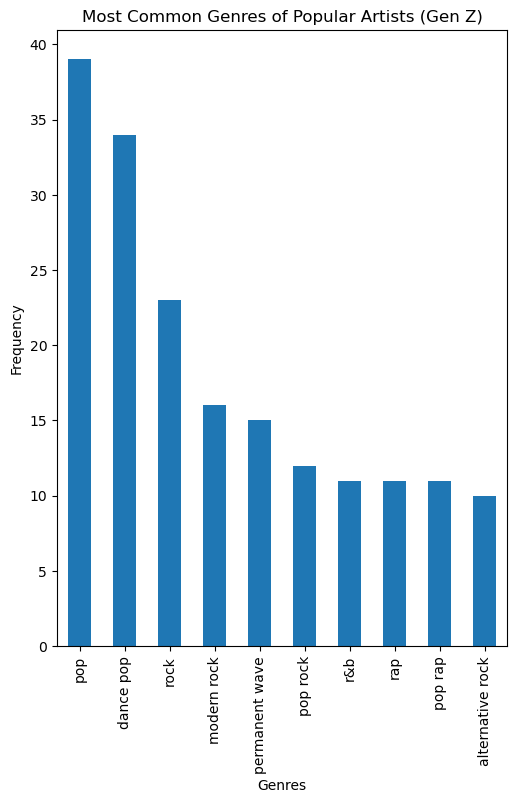 Most Common Genres of Popular Artists (Gen Z)
40
35
30
25
20
15
10
5
0
Frequency
pop
dance pop
rock
modern rock
permanent wave
pop rock
r&b
rap
pop rap
alternative rock
Genres